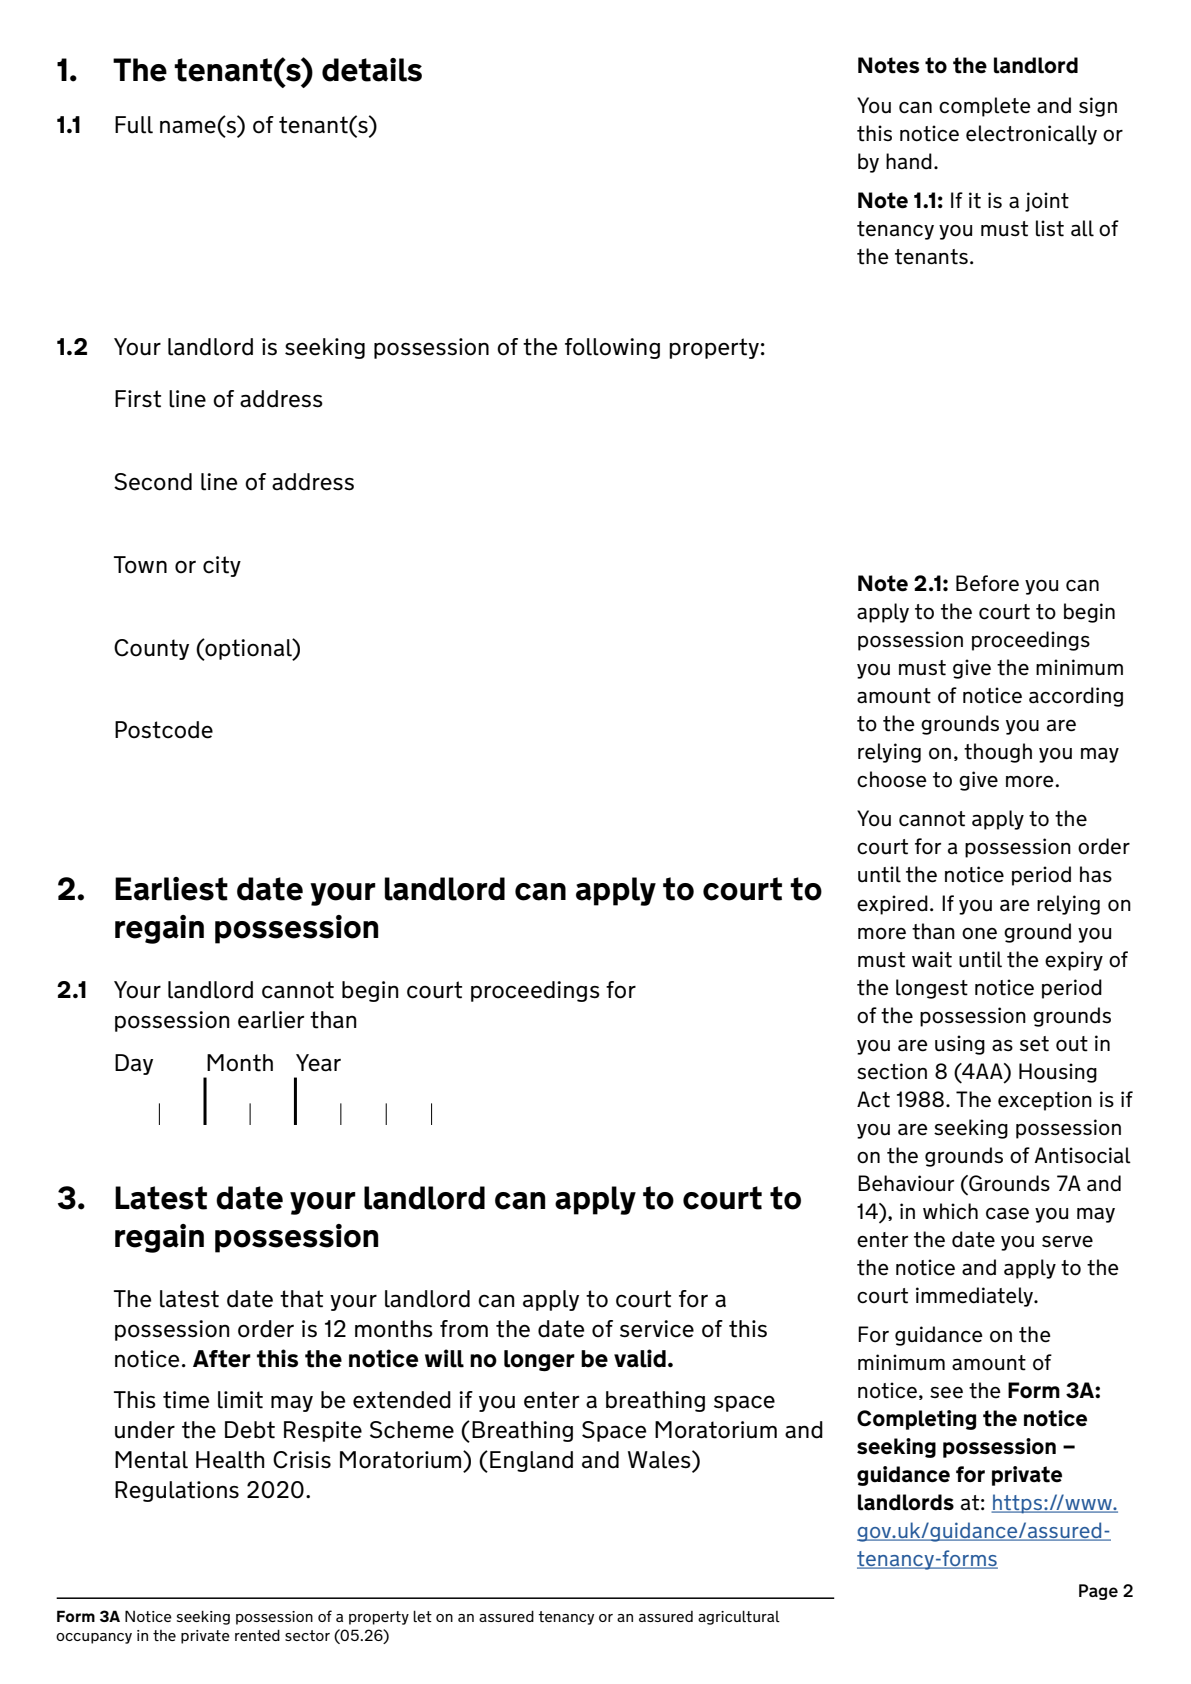 1. The tenant(s) details
1.1 Full name(s) of tenant(s)
1.2 Your landlord is seeking possession of the following property:
First line of address
Second line of address
Town or city
County (optional)
Postcode
2. Earliest date your landlord can apply to court to
regain possession
2.1 Your landlord cannot begin court proceedings for
possession earlier than
Day Month Year
3. Latest date your landlord can apply to court to
regain possession
The latest date that your landlord can apply to court for a
possession order is 12 months from the date of service of this
notice. After this the notice will no longer be valid.
This time limit may be extended if you enter a breathing space
under the Debt Respite Scheme (Breathing Space Moratorium and
Mental Health Crisis Moratorium) (England and Wales)
Regulations 2020.
Notes to the landlord
You can complete and sign
this notice electronically or
by hand.
Note 1.1: If it is a joint
tenancy you must list all of
the tenants.
Note 2.1: Before you can
apply to the court to begin
possession proceedings
you must give the minimum
amount of notice according
to the grounds you are
relying on, though you may
choose to give more.
You cannot apply to the
court for a possession order
until the notice period has
expired. If you are relying on
more than one ground you
must wait until the expiry of
the longest notice period
of the possession grounds
you are using as set out in
section 8 (4AA) Housing
Act 1988. The exception is if
you are seeking possession
on the grounds of Antisocial
Behaviour (Grounds 7A and
14), in which case you may
enter the date you serve
the notice and apply to the
court immediately.
For guidance on the
minimum amount of
notice, see the Form 3A:
Completing the notice
seeking possession –
guidance for private
landlords at: https://www.
gov.uk/guidance/assured-
tenancy-forms
Page 2
Form 3A Notice seeking possession of a property let on an assured tenancy or an assured agricultural
occupancy in the private rented sector (05.26)